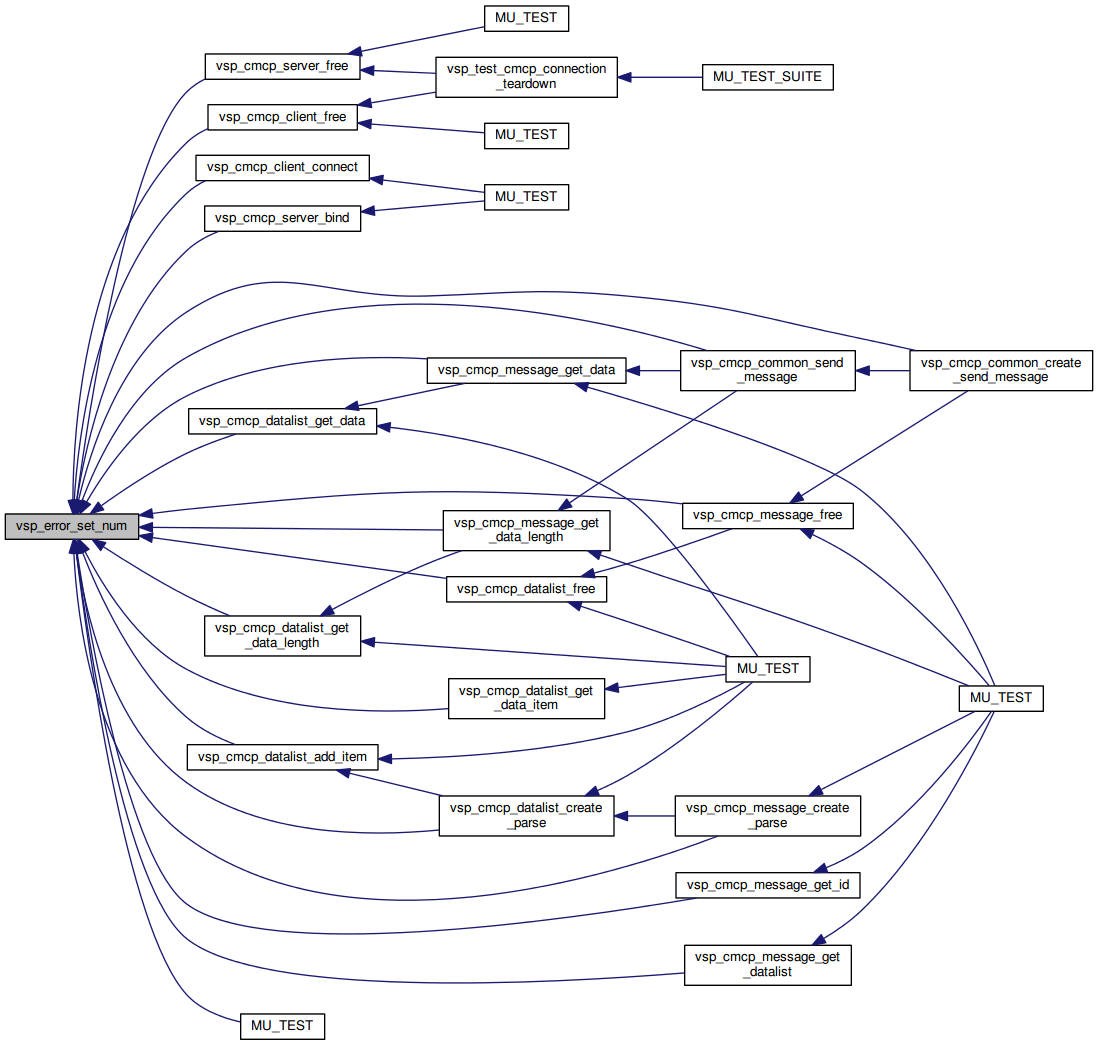 MU_TEST
vsp_cmcp_server_free
vsp_test_cmcp_connection
_teardown
MU_TEST_SUITE
vsp_cmcp_client_free
MU_TEST
vsp_cmcp_client_connect
MU_TEST
vsp_cmcp_server_bind
vsp_cmcp_message_get_data
vsp_cmcp_common_send
_message
vsp_cmcp_common_create
_send_message
vsp_cmcp_datalist_get_data
vsp_error_set_num
vsp_cmcp_message_get
_data_length
vsp_cmcp_message_free
vsp_cmcp_datalist_free
vsp_cmcp_datalist_get
_data_length
MU_TEST
vsp_cmcp_datalist_get
_data_item
MU_TEST
vsp_cmcp_datalist_add_item
vsp_cmcp_datalist_create
_parse
vsp_cmcp_message_create
_parse
vsp_cmcp_message_get_id
vsp_cmcp_message_get
_datalist
MU_TEST